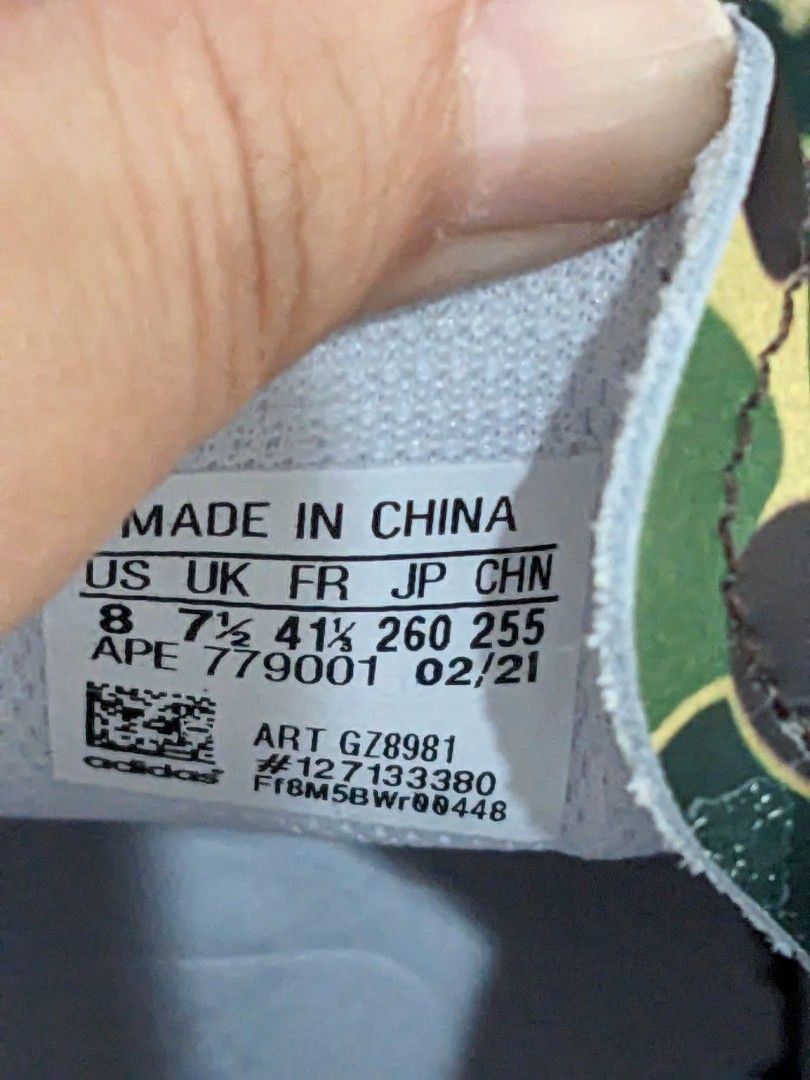 MADE IN CHINA
US UK FR JP CHN
8 7½ 41⅓ 260 255
APE 779001 02/21
ART GZ8981
#127133380
Ff8M5BWr00448
adidas